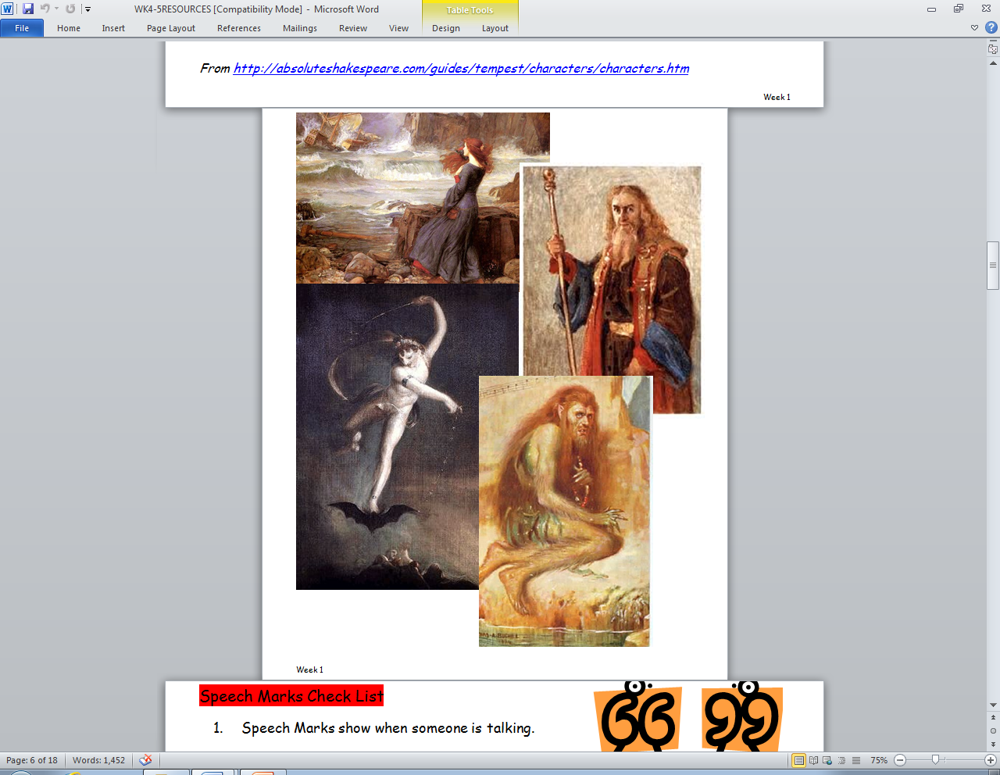 WK4-5RESOURCES [Compatibility Mode] - Microsoft Word
Table Tools
File Home Insert Page Layout References Mailings Review View Design Layout
From http://absoluteshakespeare.com/guides/tempest/characters/characters.htm
Week 1
Week 1
Speech Marks Check List
66 99
1. Speech Marks show when someone is talking.
Page: 6 of 18 Words: 1,452 75%